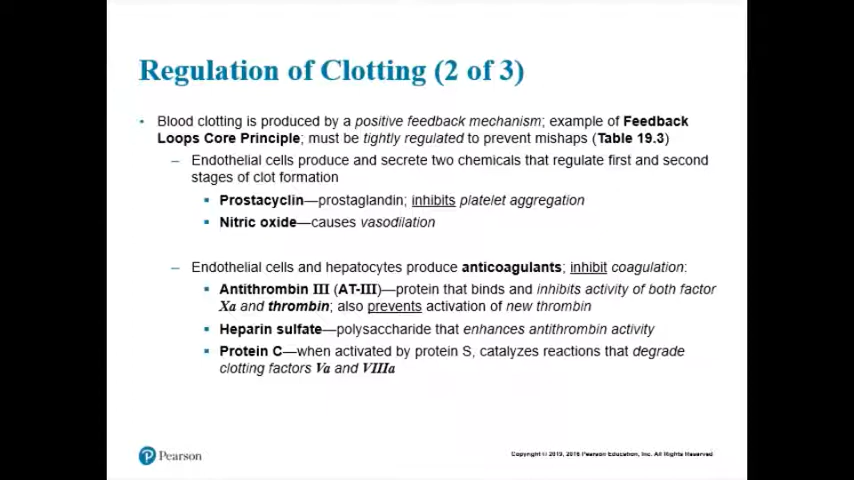 Regulation of Clotting (2 of 3)
• Blood clotting is produced by a positive feedback mechanism; example of Feedback
Loops Core Principle; must be tightly regulated to prevent mishaps (Table 19.3)
– Endothelial cells produce and secrete two chemicals that regulate first and second
stages of clot formation
▪ Prostacyclin—prostaglandin; inhibits platelet aggregation
▪ Nitric oxide—causes vasodilation
– Endothelial cells and hepatocytes produce anticoagulants; inhibit coagulation:
▪ Antithrombin III (AT-III)—protein that binds and inhibits activity of both factor
Xa and thrombin; also prevents activation of new thrombin
▪ Heparin sulfate—polysaccharide that enhances antithrombin activity
▪ Protein C—when activated by protein S, catalyzes reactions that degrade
clotting factors Va and VIIIa
P Pearson
Copyright © 2019, 2016 Pearson Education, Inc. All Rights Reserved